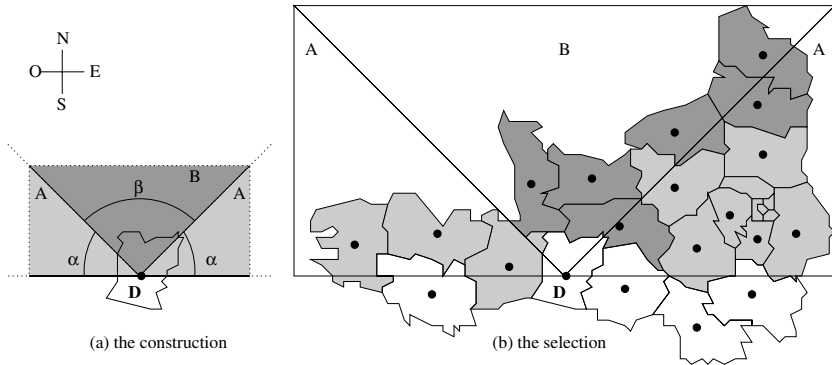 N
O E
S
A B A
β
α α
D
(a) the construction
A B A
D
(b) the selection